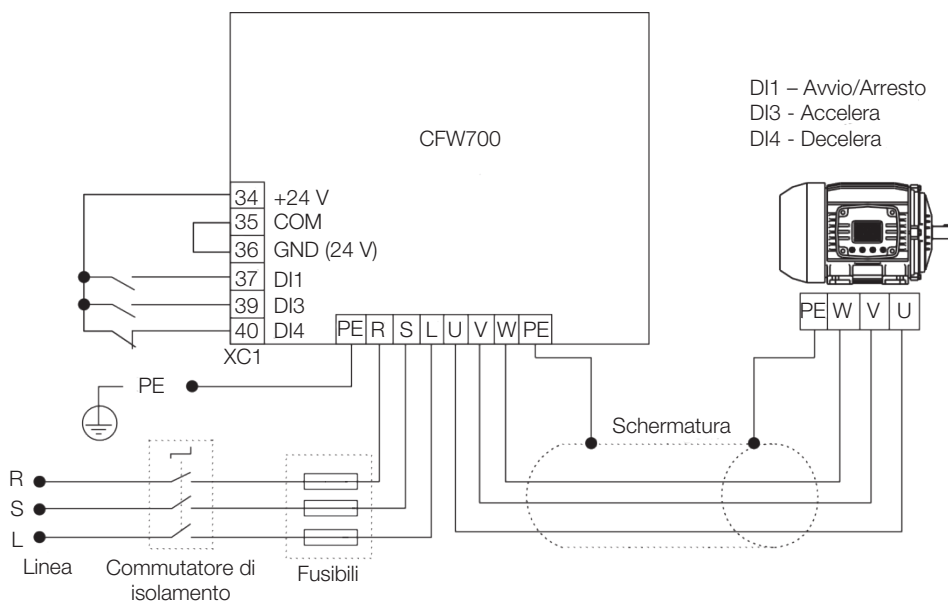 CFW700
DI1 – Avvio/Arresto
DI3 - Accelera
DI4 - Decelera
34 +24 V
35 COM
36 GND (24 V)
37 DI1
39 DI3
40 DI4
XC1
PE R S L U V W PE
PE W V U
PE
Schermatura
R
S
L
Linea
Commutatore di
isolamento
Fusibili